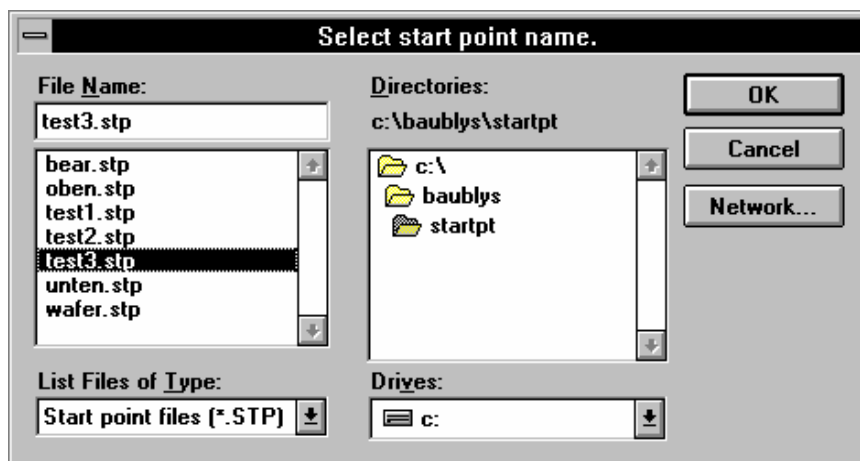 Select start point name.
File Name:
test3.stp
bear.stp
oben.stp
test1.stp
test2.stp
test3.stp
unten.stp
wafer.stp
List Files of Type:
Start point files (*.STP)
Directories:
c:\baublys\startpt
c:\
baublys
startpt
Drives:
c:
OK
Cancel
Network...